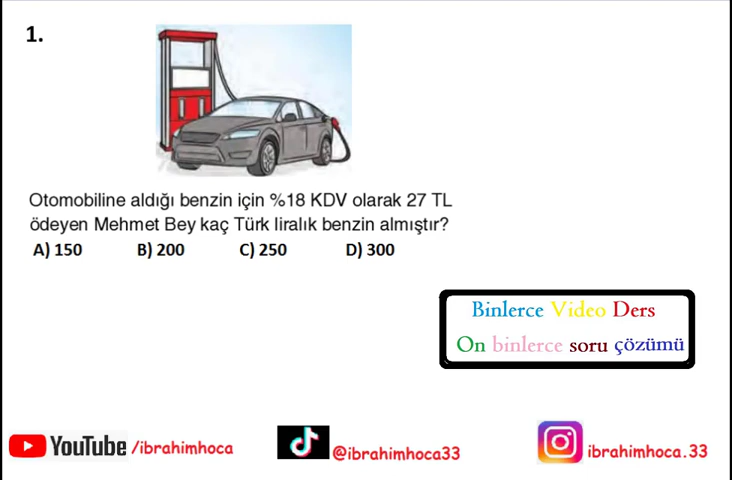 1.
Otomobiline aldığı benzin için %18 KDV olarak 27 TL
ödeyen Mehmet Bey kaç Türk liralık benzin almıştır?
A) 150 B) 200 C) 250 D) 300
Binlerce Video Ders
On binlerce soru çözümü
YouTube /ibrahimhoca @ibrahimhoca33 ibrahimhoca.33